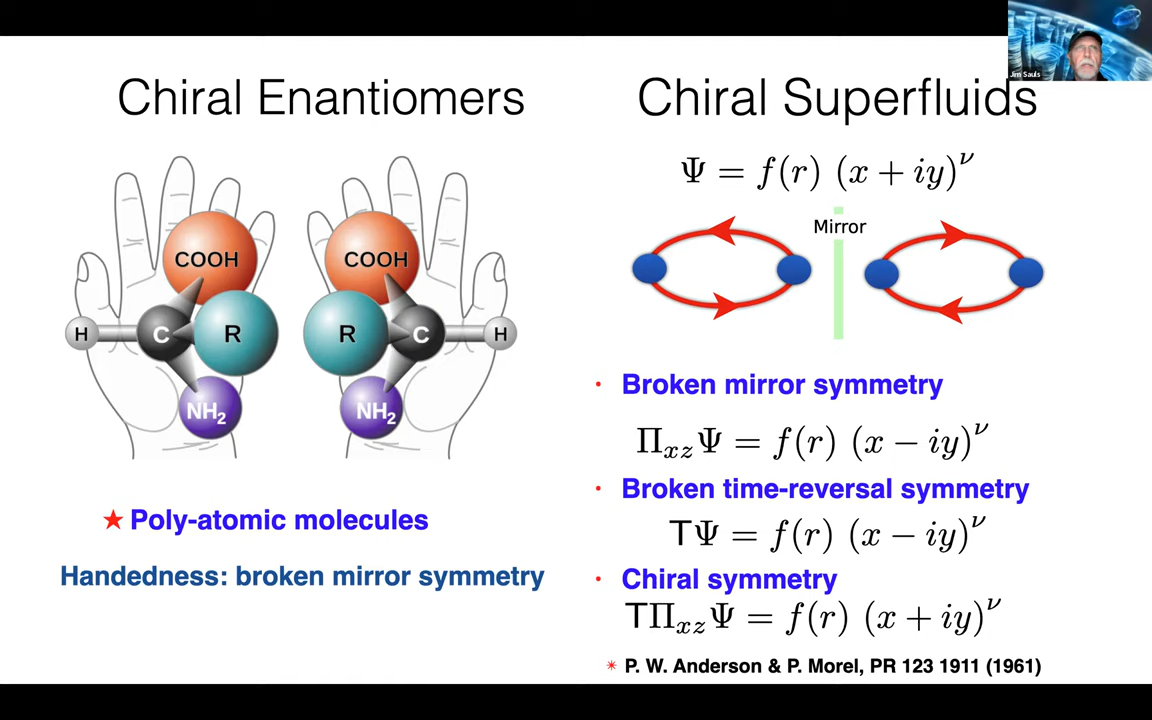 Jim Sauls
Chiral Enantiomers
COOH
H
C
R
NH₂
COOH
R
C
H
NH₂
★ Poly-atomic molecules
Handedness: broken mirror symmetry
Chiral Superfluids
Ψ = f(r) (x + iy)^ν
Mirror
· Broken mirror symmetry
Π_xz Ψ = f(r) (x − iy)^ν
· Broken time-reversal symmetry
TΨ = f(r) (x − iy)^ν
· Chiral symmetry
TΠ_xz Ψ = f(r) (x + iy)^ν
* P. W. Anderson & P. Morel, PR 123 1911 (1961)